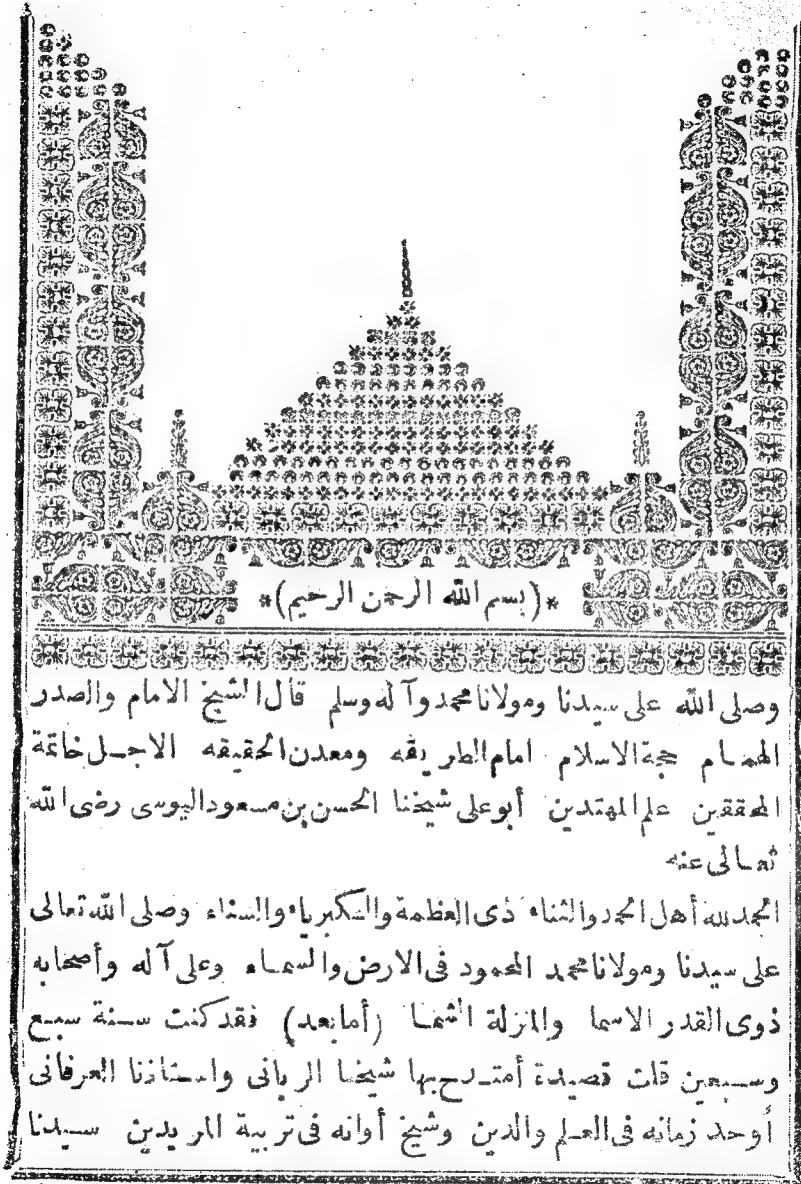 *(بسم الله الرحمن الرحيم)*
وصلى الله على سيدنا ومولانا محمد وآله وسلم قال الشيخ الامام والصدر
الهمام حجة الاسلام امام الطريقه ومعدن الحقيقه الاجل خاتمة
المحققين علم المهتدين أبو على شيخنا الحسن بن مسعود اليوسى رضى الله
تعالى عنه
الحمد لله أهل الحمد والثناء ذى العظمة والكبرياء والسناء وصلى الله تعالى
على سيدنا ومولانا محمد المحمود فى الارض والسماء وعلى آله وأصحابه
ذوى القدر الاسما والمنزلة الشما (أما بعد) فقد كنت سنة سبع
وسبعين قلت قصيدة أمتدح بها شيخنا الربانى واستاذنا العرفانى
أوحد زمانه فى العلم والدين وشيخ أوانه فى تربية المريدين سيدنا